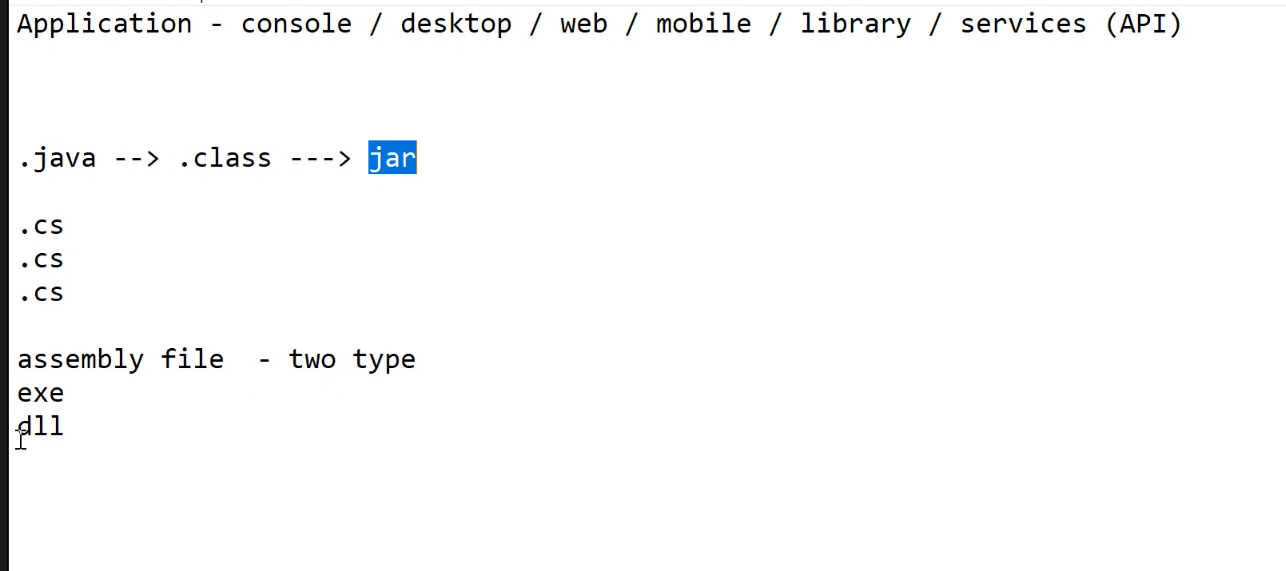 Application - console / desktop / web / mobile / library / services (API)
.java --> .class ---> jar
.cs
.cs
.cs
assembly file  - two type
exe
dll